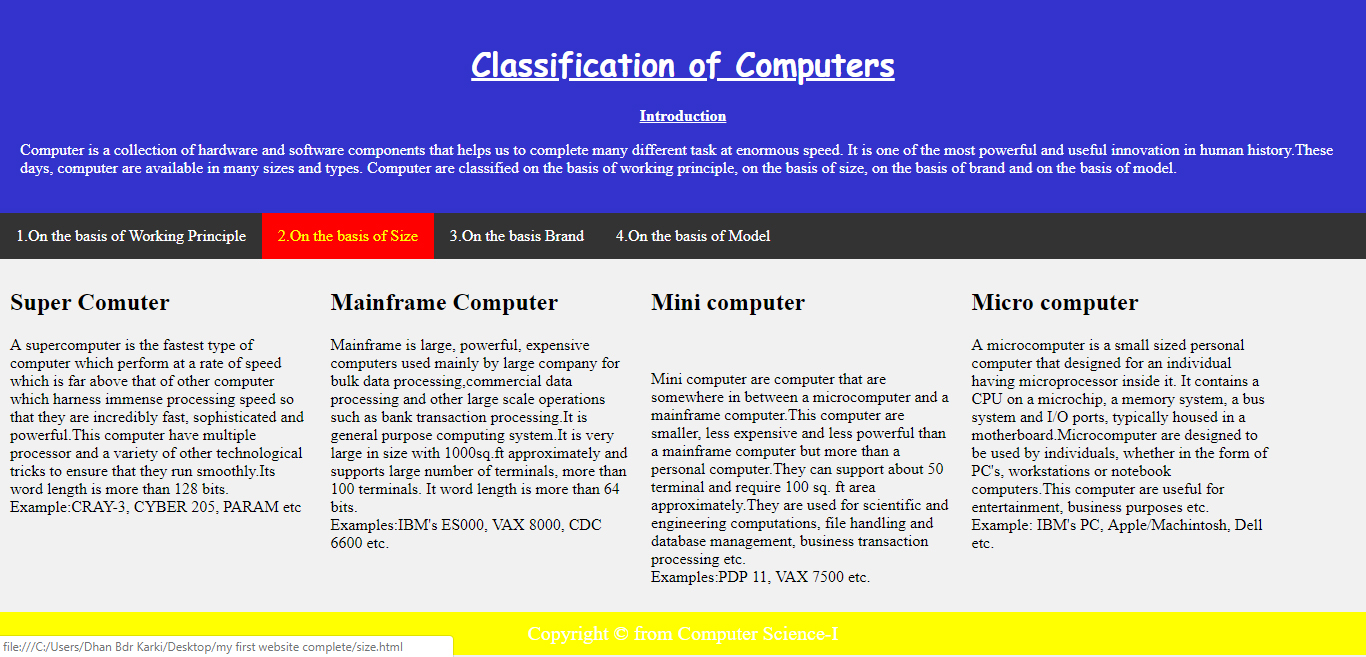 Classification of Computers
Introduction
Computer is a collection of hardware and software components that helps us to complete many different task at enormous speed. It is one of the most powerful and useful innovation in human history.These
days, computer are available in many sizes and types. Computer are classified on the basis of working principle, on the basis of size, on the basis of brand and on the basis of model.
1.On the basis of Working Principle
2.On the basis of Size
3.On the basis Brand
4.On the basis of Model
Super Comuter
A supercomputer is the fastest type of
computer which perform at a rate of speed
which is far above that of other computer
which harness immense processing speed so
that they are incredibly fast, sophisticated and
powerful.This computer have multiple
processor and a variety of other technological
tricks to ensure that they run smoothly.Its
word length is more than 128 bits.
Example:CRAY-3, CYBER 205, PARAM etc
Mainframe Computer
Mainframe is large, powerful, expensive
computers used mainly by large company for
bulk data processing,commercial data
processing and other large scale operations
such as bank transaction processing.It is
general purpose computing system.It is very
large in size with 1000sq.ft approximately and
supports large number of terminals, more than
100 terminals. It word length is more than 64
bits.
Examples:IBM's ES000, VAX 8000, CDC
6600 etc.
Mini computer
Mini computer are computer that are
somewhere in between a microcomputer and a
mainframe computer.This computer are
smaller, less expensive and less powerful than
a mainframe computer but more than a
personal computer.They can support about 50
terminal and require 100 sq. ft area
approximately.They are used for scientific and
engineering computations, file handling and
database management, business transaction
processing etc.
Examples:PDP 11, VAX 7500 etc.
Micro computer
A microcomputer is a small sized personal
computer that designed for an individual
having microprocessor inside it. It contains a
CPU on a microchip, a memory system, a bus
system and I/O ports, typically housed in a
motherboard.Microcomputer are designed to
be used by individuals, whether in the form of
PC's, workstations or notebook
computers.This computer are useful for
entertainment, business purposes etc.
Example: IBM's PC, Apple/Machintosh, Dell
etc.
Copyright © from Computer Science-I
file:///C:/Users/Dhan Bdr Karki/Desktop/my first website complete/size.html